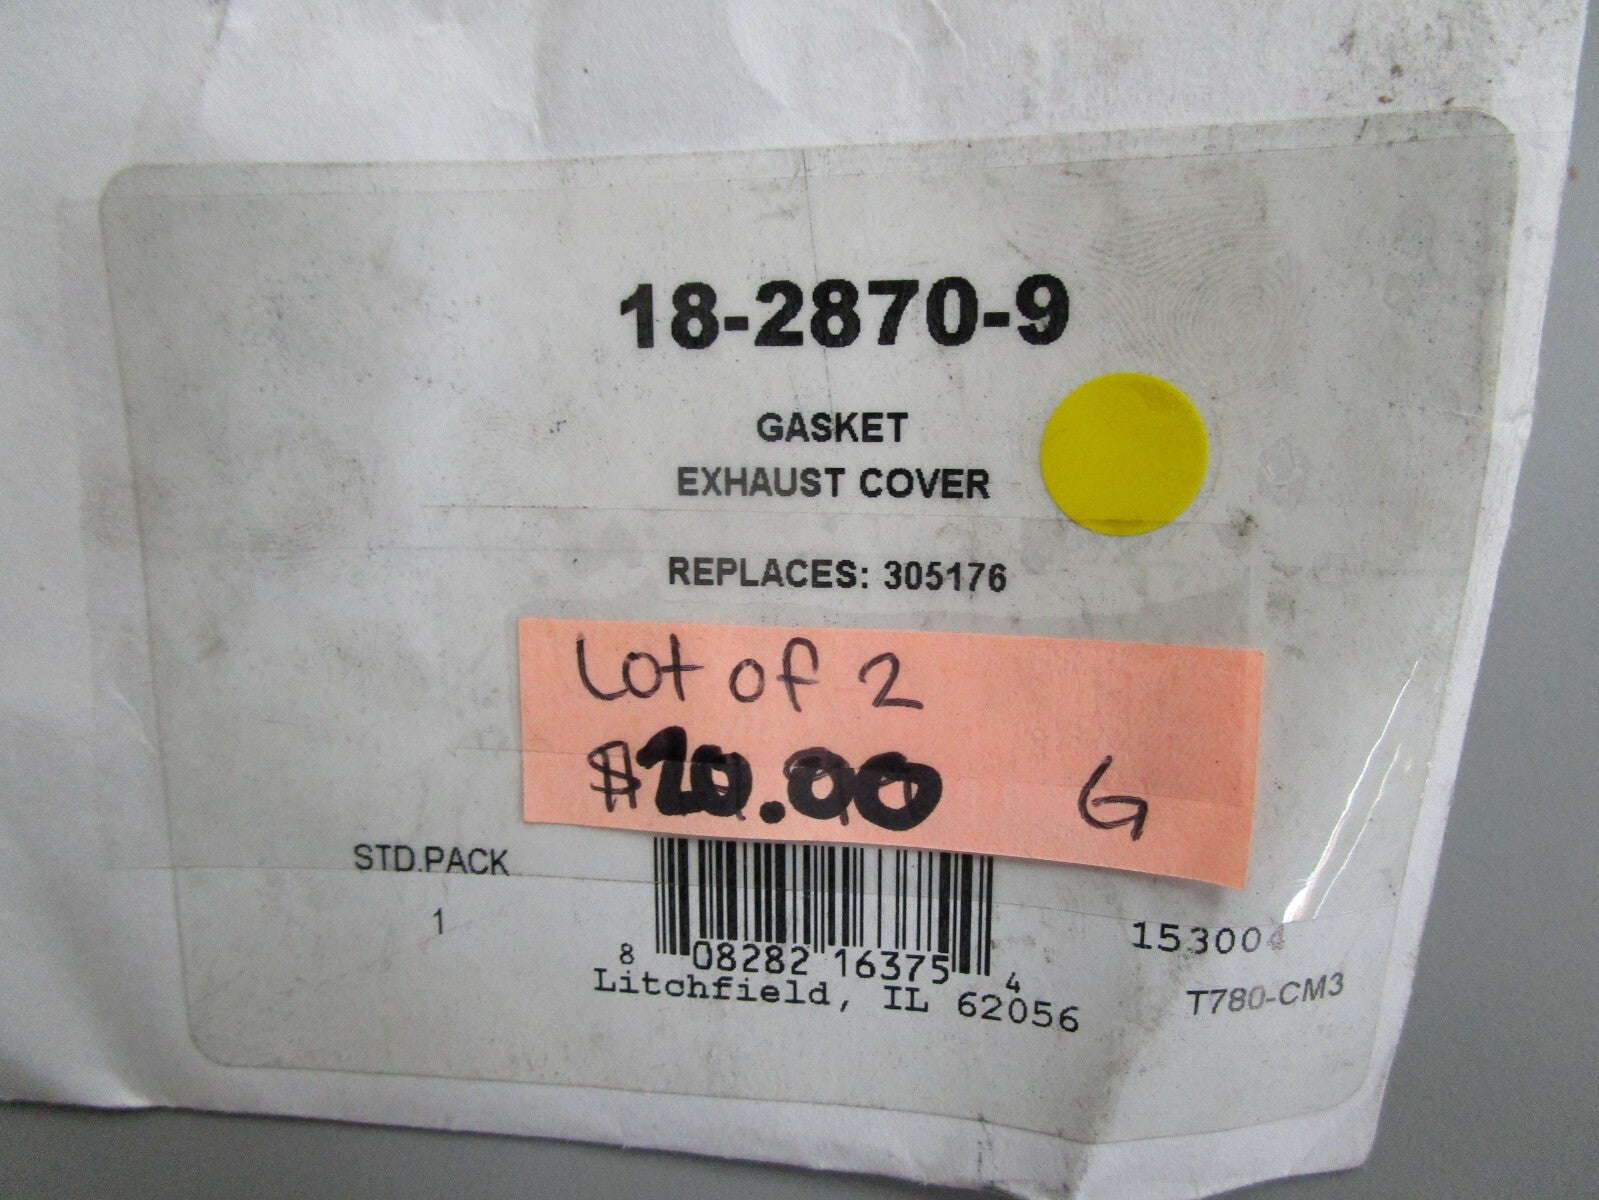 18-2870-9
GASKET
EXHAUST COVER
REPLACES: 305176
Lot of 2
$20.00 G
STD.PACK
1
8 08282 16375 4
Litchfield, IL 62056
153004
T780-CM3